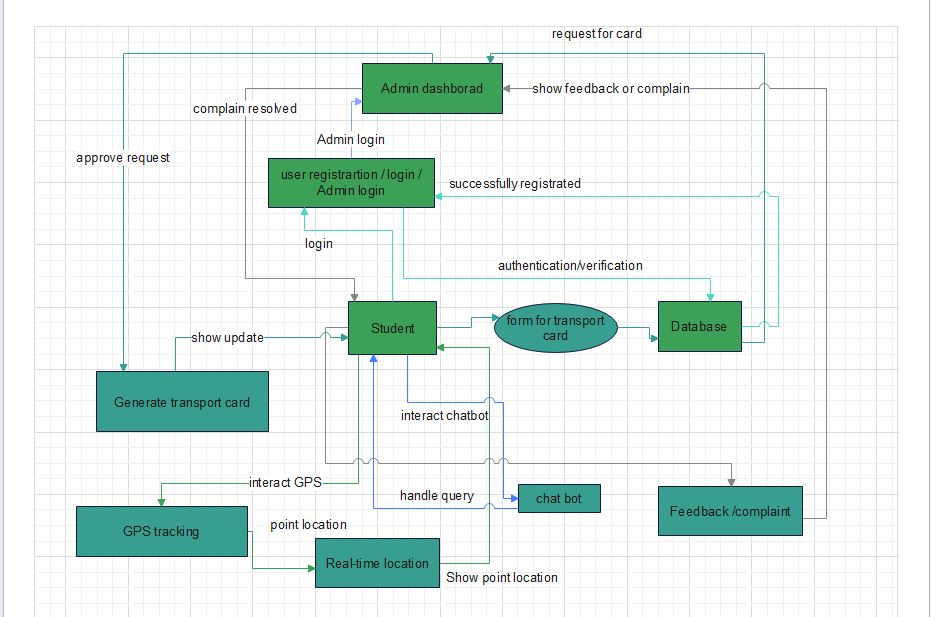 request for card
Admin dashborad
show feedback or complain
complain resolved
Admin login
approve request
user registrartion / login /
Admin login
successfully registrated
login
authentication/verification
Student
form for transport
card
Database
show update
Generate transport card
interact chatbot
interact GPS
handle query
chat bot
Feedback /complaint
GPS tracking
point location
Real-time location
Show point location